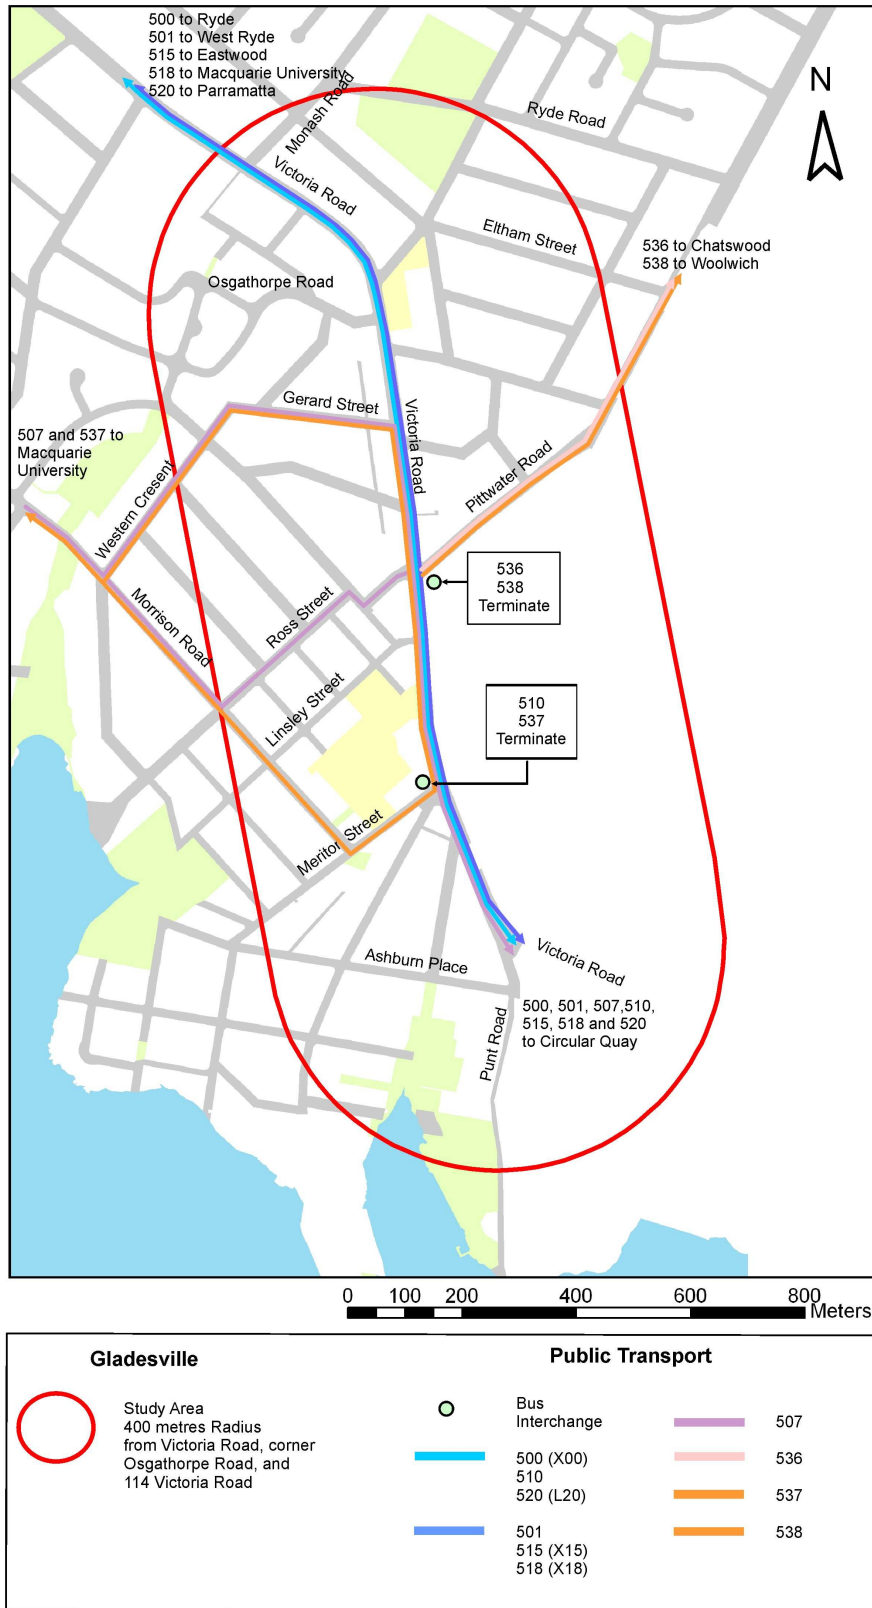 500 to Ryde
501 to West Ryde
515 to Eastwood
518 to Macquarie University
520 to Parramatta
N
Monash Road
Ryde Road
Victoria Road
Eltham Street
536 to Chatswood
538 to Woolwich
Osgathorpe Road
Gerard Street
Victoria Road
507 and 537 to
Macquarie
University
Pittwater Road
Western Cresent
536
538
Terminate
Morrison Road
Ross Street
Linsley Street
510
537
Terminate
Meriton Street
Ashburn Place
Victoria Road
500, 501, 507,510,
515, 518 and 520
to Circular Quay
Punt Road
0 100 200 400 600 800
Meters
Gladesville
Study Area
400 metres Radius
from Victoria Road, corner
Osgathorpe Road, and
114 Victoria Road
Public Transport
Bus
Interchange
500 (X00)
510
520 (L20)
501
515 (X15)
518 (X18)
507
536
537
538